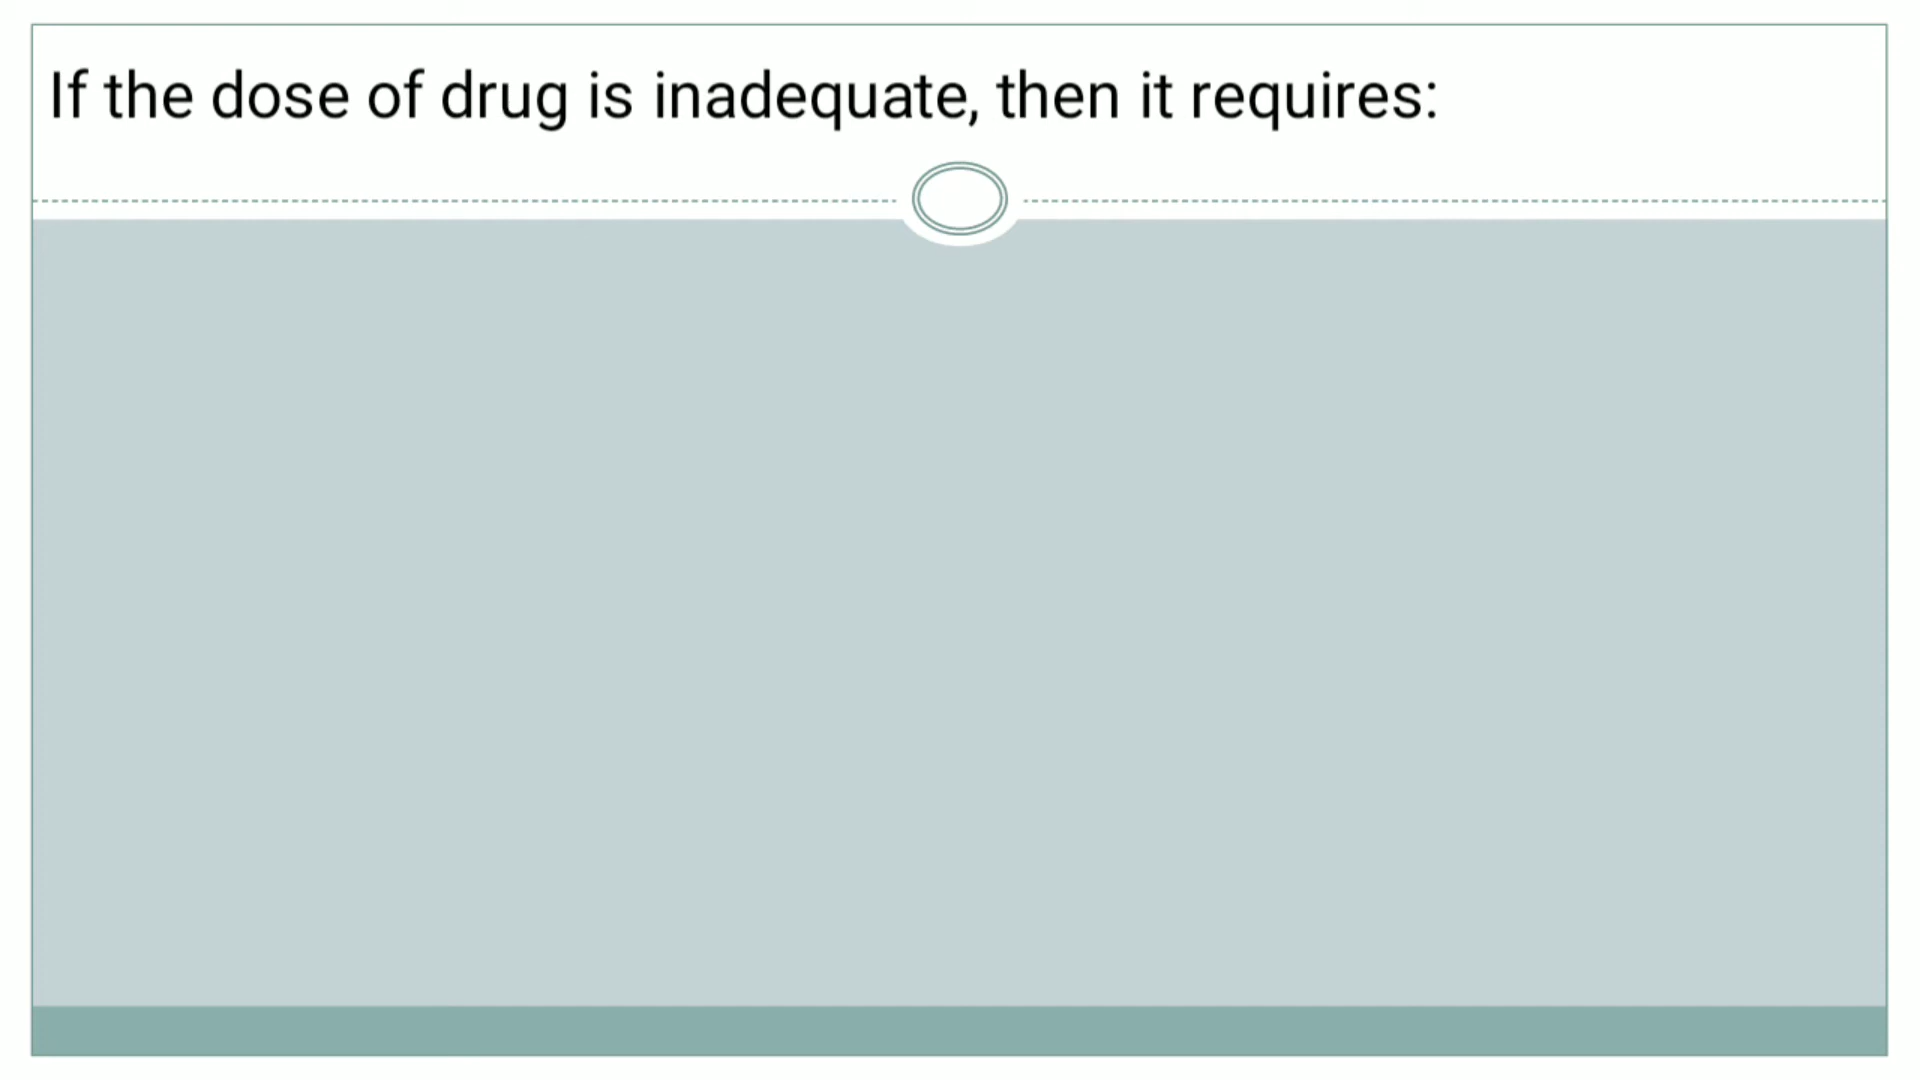 If the dose of drug is inadequate, then it requires: